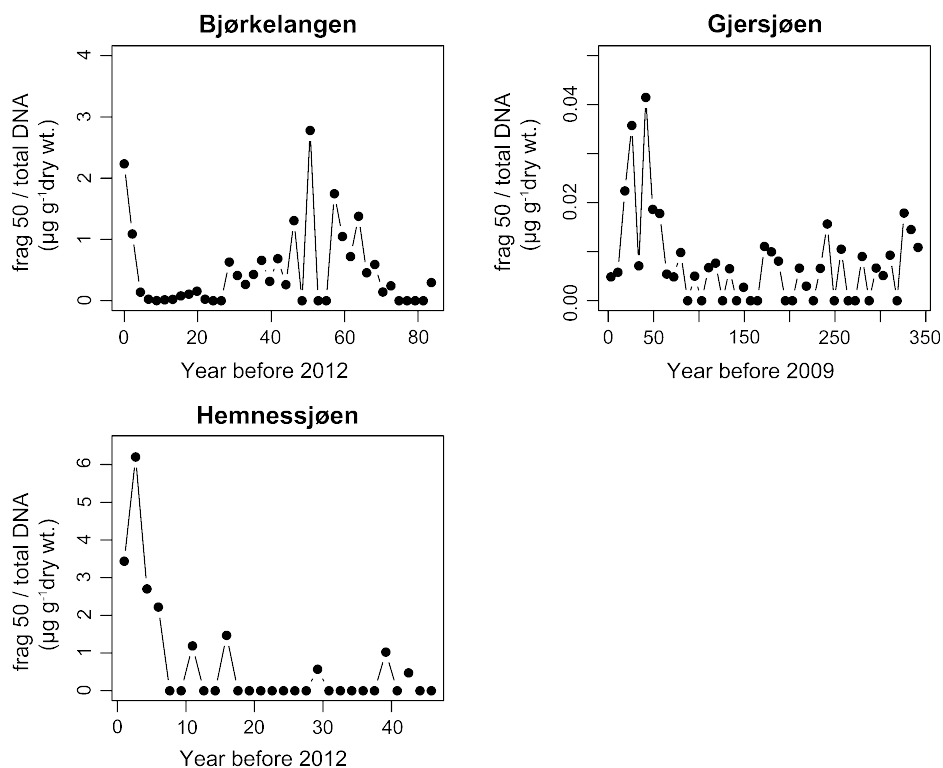 Bjørkelangen
frag 50 / total DNA
(µg g⁻¹dry wt.)
4
3
2
1
0
0 20 40 60 80
Year before 2012
Gjersjøen
frag 50 / total DNA
(µg g⁻¹dry wt.)
0.04
0.02
0.00
0 50 150 250 350
Year before 2009
Hemnessjøen
frag 50 / total DNA
(µg g⁻¹dry wt.)
6
5
4
3
2
1
0
0 10 20 30 40
Year before 2012